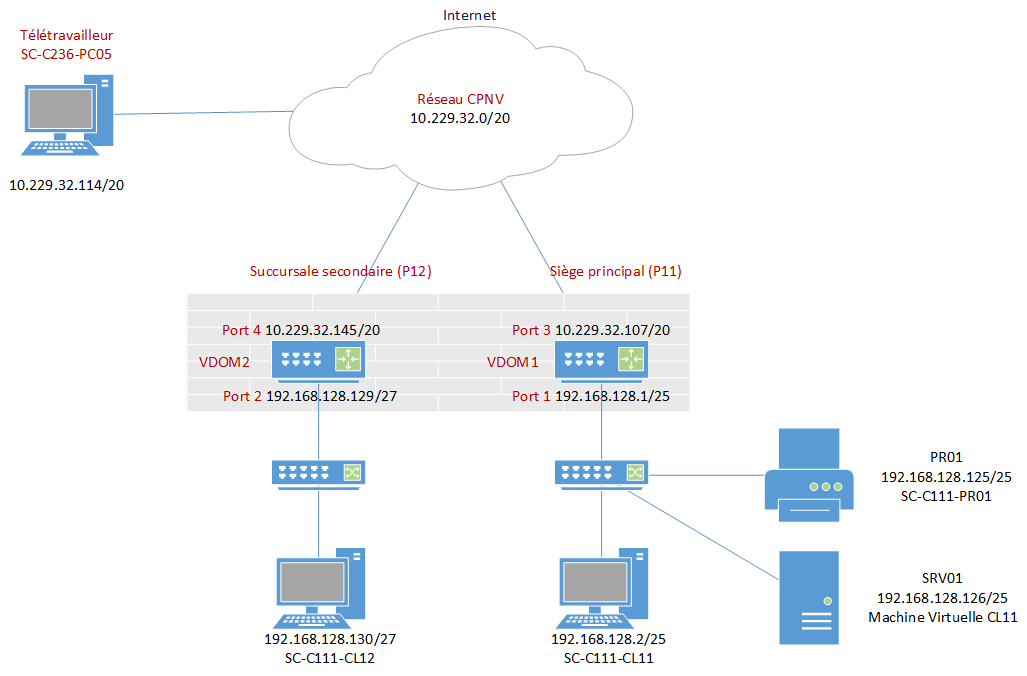 Internet
Télétravailleur
SC-C236-PC05
Réseau CPNV
10.229.32.0/20
10.229.32.114/20
Succursale secondaire (P12)
Siège principal (P11)
Port 4 10.229.32.145/20
Port 3 10.229.32.107/20
VDOM2
VDOM1
Port 2 192.168.128.129/27
Port 1 192.168.128.1/25
PR01
192.168.128.125/25
SC-C111-PR01
SRV01
192.168.128.126/25
Machine Virtuelle CL11
192.168.128.130/27
SC-C111-CL12
192.168.128.2/25
SC-C111-CL11